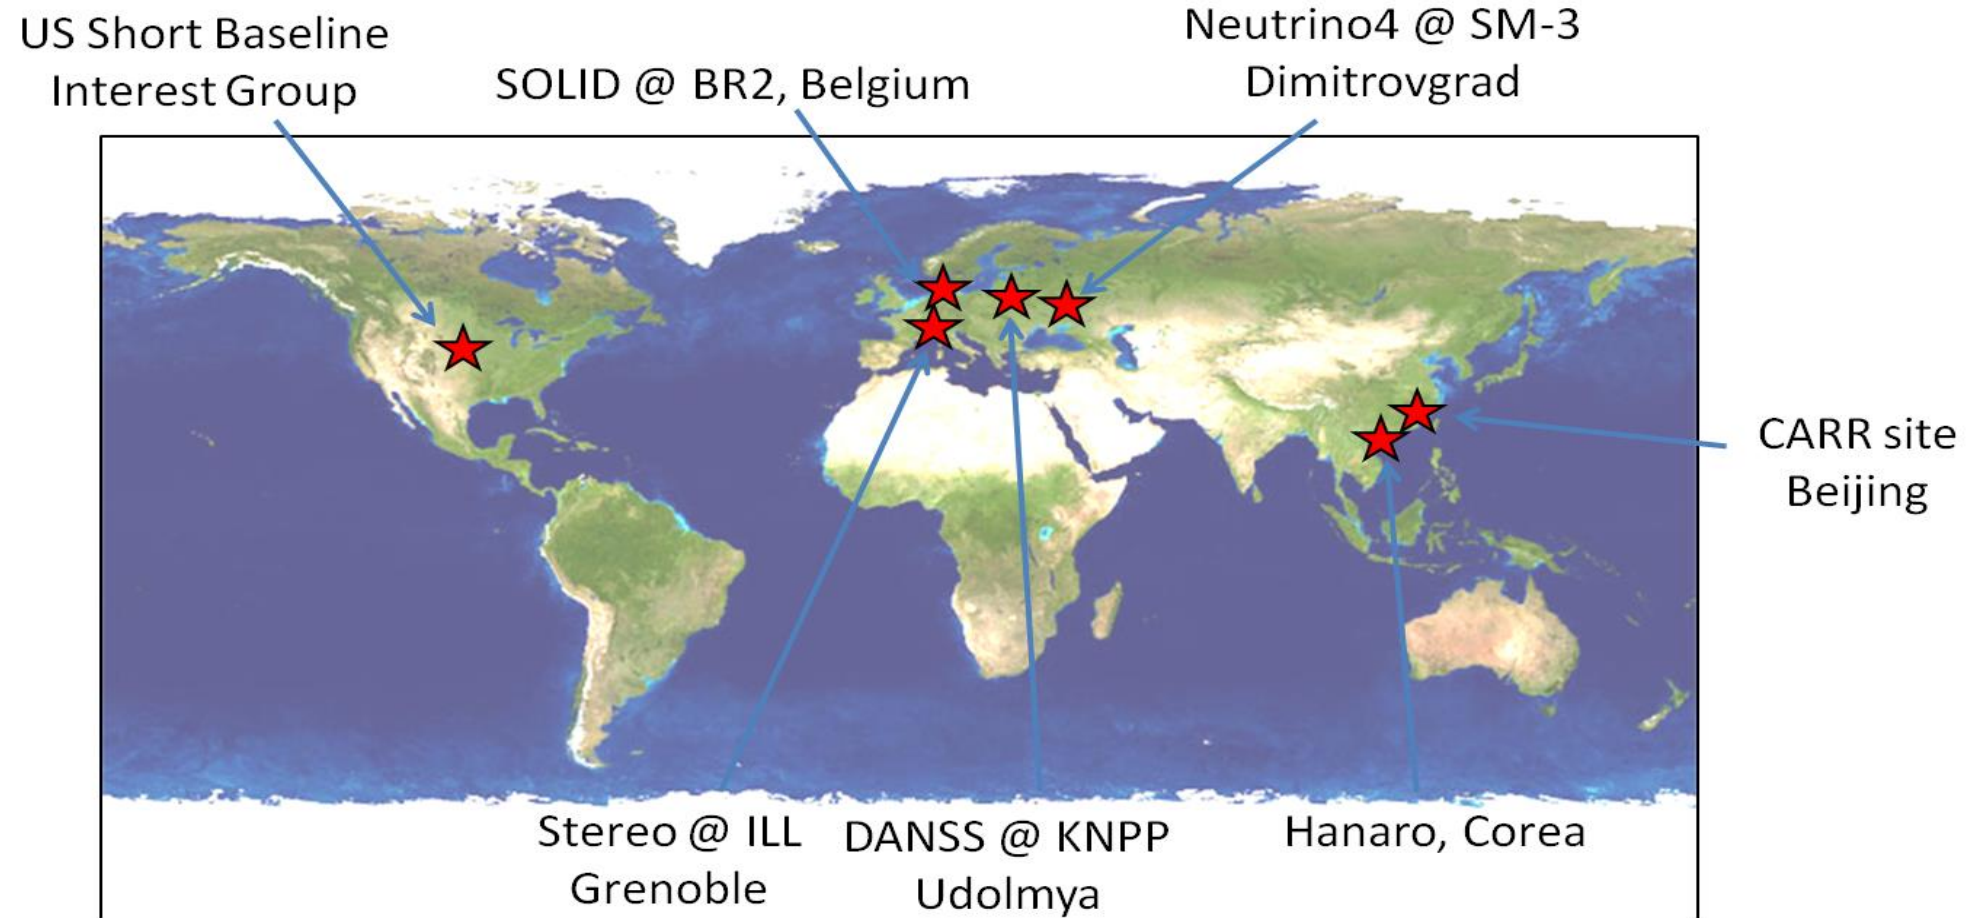 US Short Baseline
Interest Group
SOLID @ BR2, Belgium
Neutrino4 @ SM-3
Dimitrovgrad
CARR site
Beijing
Stereo @ ILL
Grenoble
DANSS @ KNPP
Udolmya
Hanaro, Corea